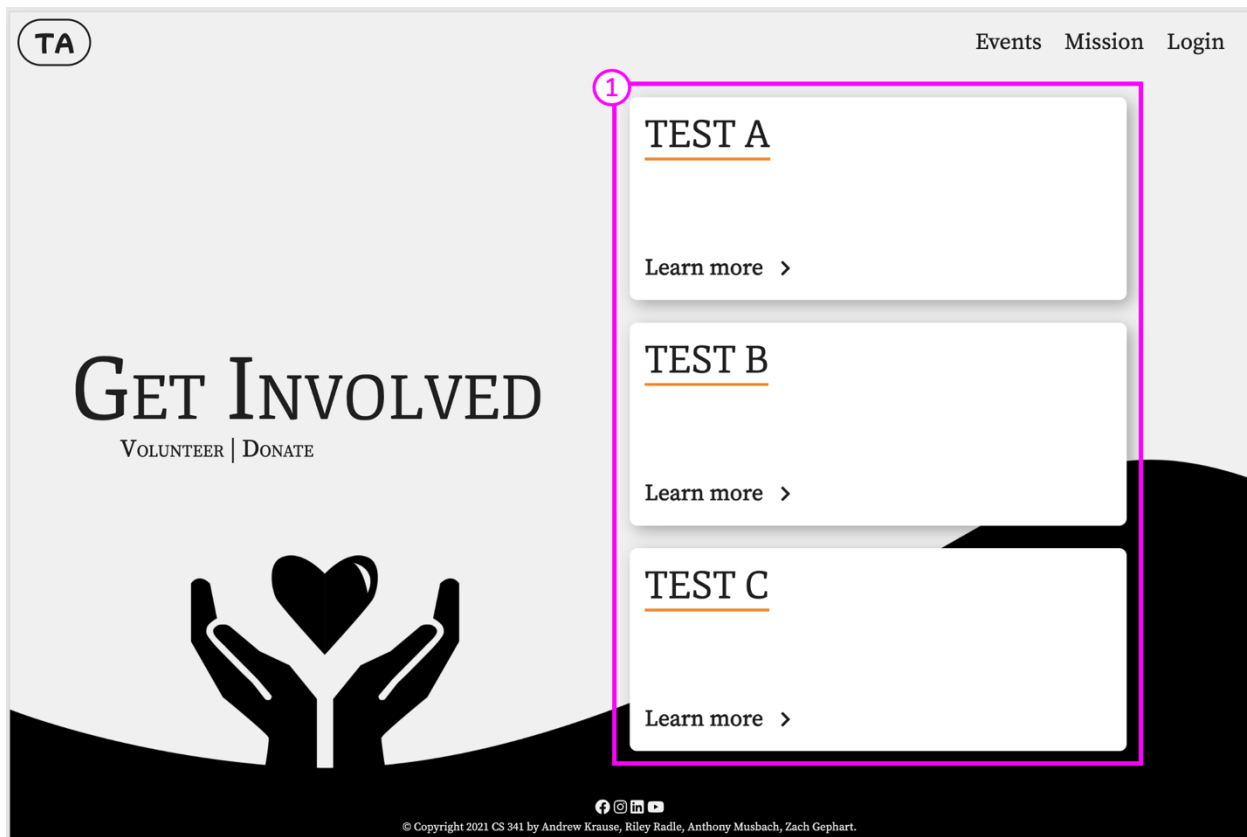 TA
Events Mission Login
1
TEST A
Learn more
TEST B
Learn more
TEST C
Learn more
Get Involved
Volunteer | Donate
© Copyright 2021 CS 341 by Andrew Krause, Riley Radle, Anthony Musbach, Zach Gephart.